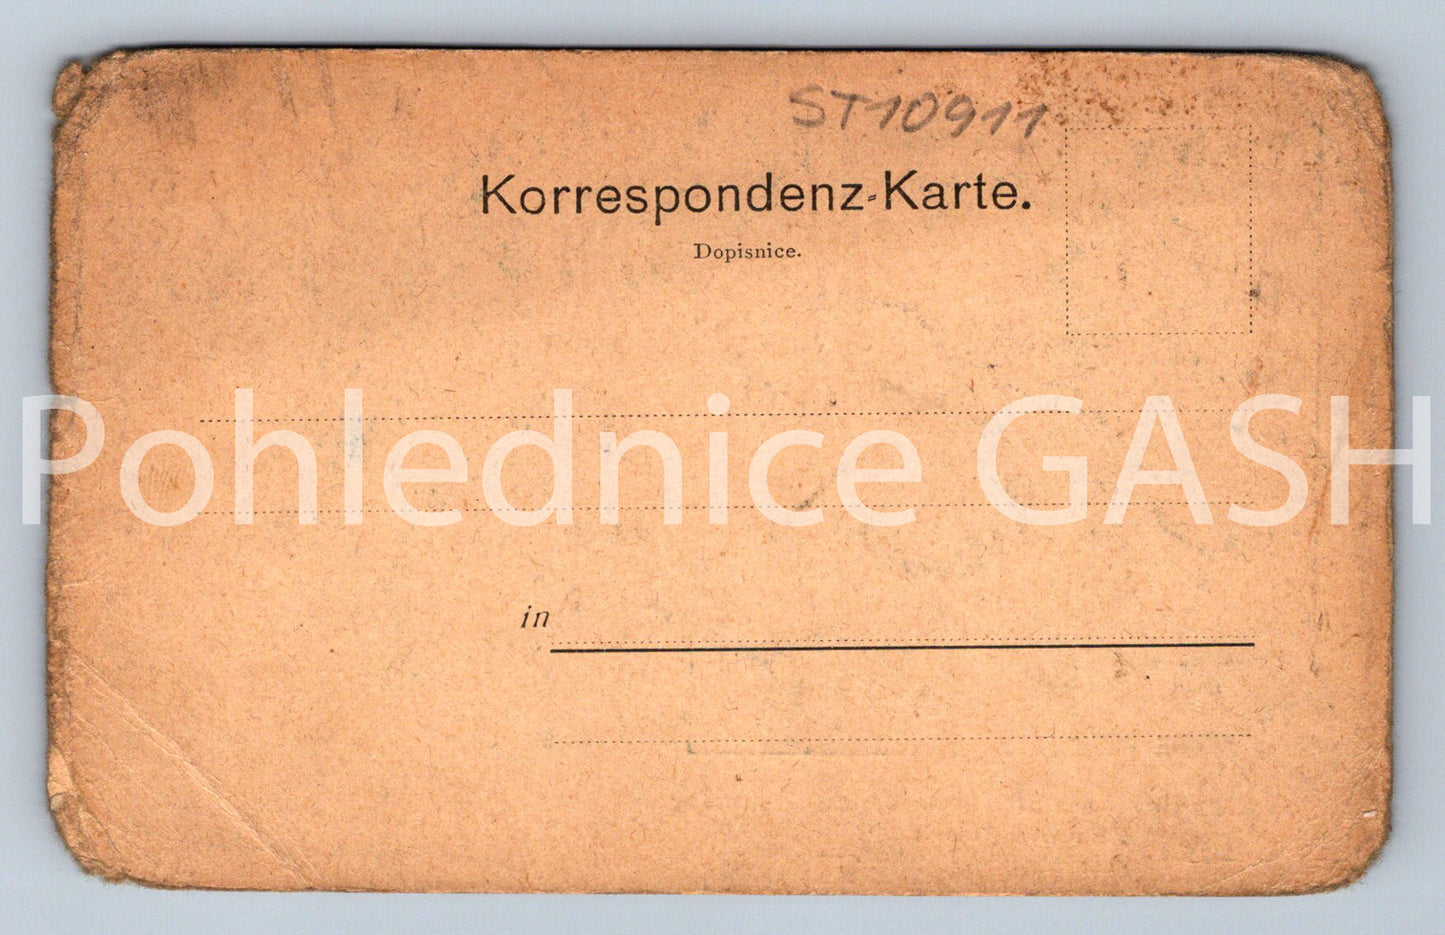 ST10911
Korrespondenz-Karte.
Dopisnice.
Pohlednice GASH
in